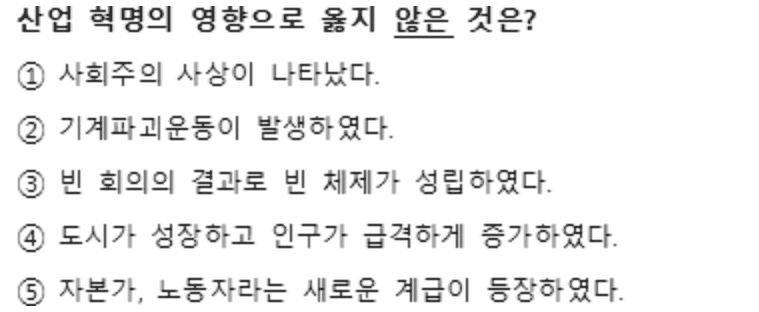 산업 혁명의 영향으로 옳지 않은 것은?
① 사회주의 사상이 나타났다.
② 기계파괴운동이 발생하였다.
③ 빈 회의의 결과로 빈 체제가 성립하였다.
④ 도시가 성장하고 인구가 급격하게 증가하였다.
⑤ 자본가, 노동자라는 새로운 계급이 등장하였다.